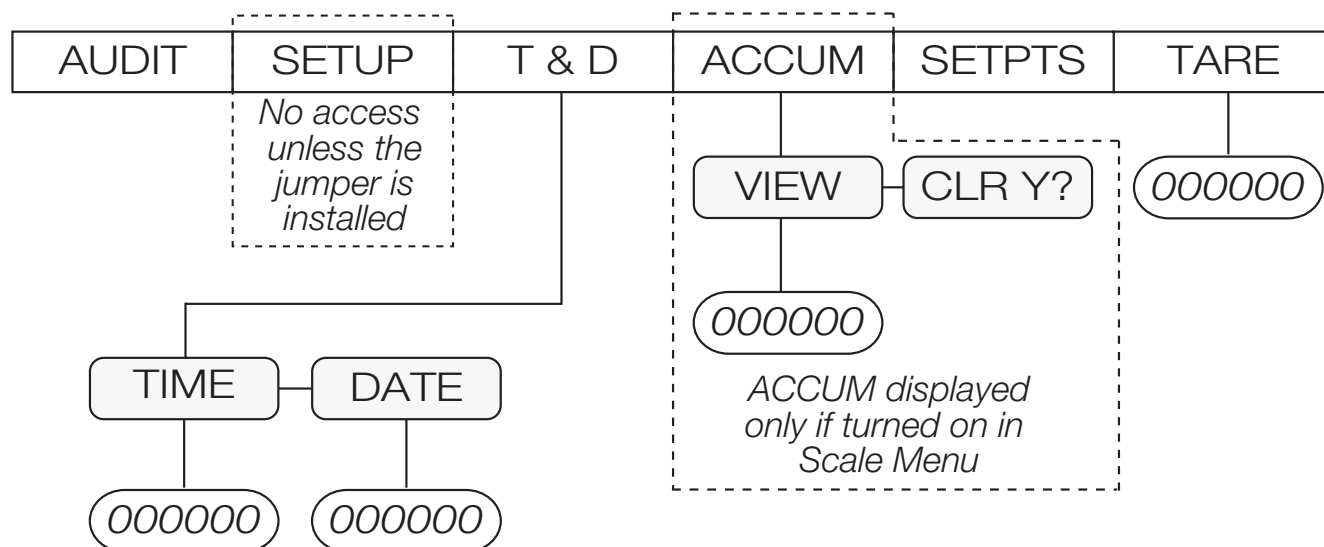 AUDIT
SETUP
T & D
ACCUM
SETPTS
TARE
No access
unless the
jumper is
installed
VIEW
CLR Y?
000000
000000
TIME
DATE
ACCUM displayed
only if turned on in
Scale Menu
000000
000000